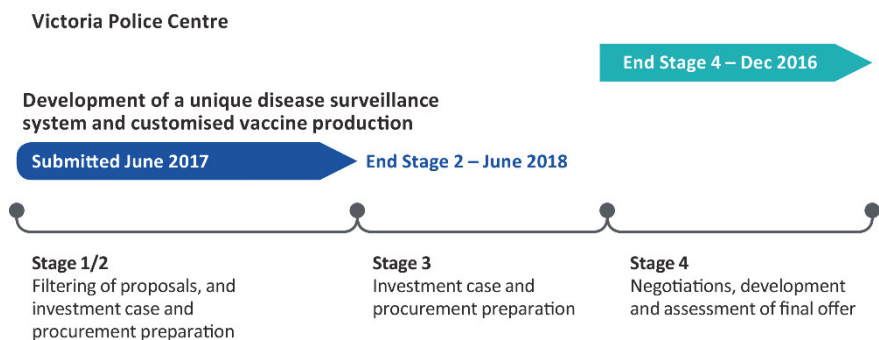 Victoria Police Centre
End Stage 4 – Dec 2016
Development of a unique disease surveillance
system and customised vaccine production
Submitted June 2017
End Stage 2 – June 2018
Stage 1/2
Filtering of proposals, and
investment case and
procurement preparation
Stage 3
Investment case and
procurement preparation
Stage 4
Negotiations, development
and assessment of final offer